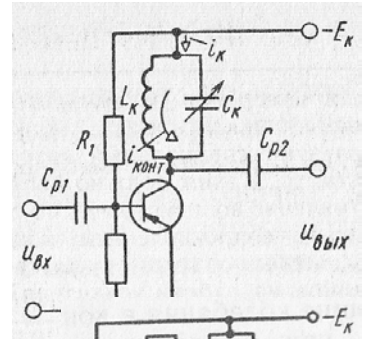 -Eк
iк
Lк
Cк
R1
iконт
Cр1
Cр2
uвх
uвых
-Eк